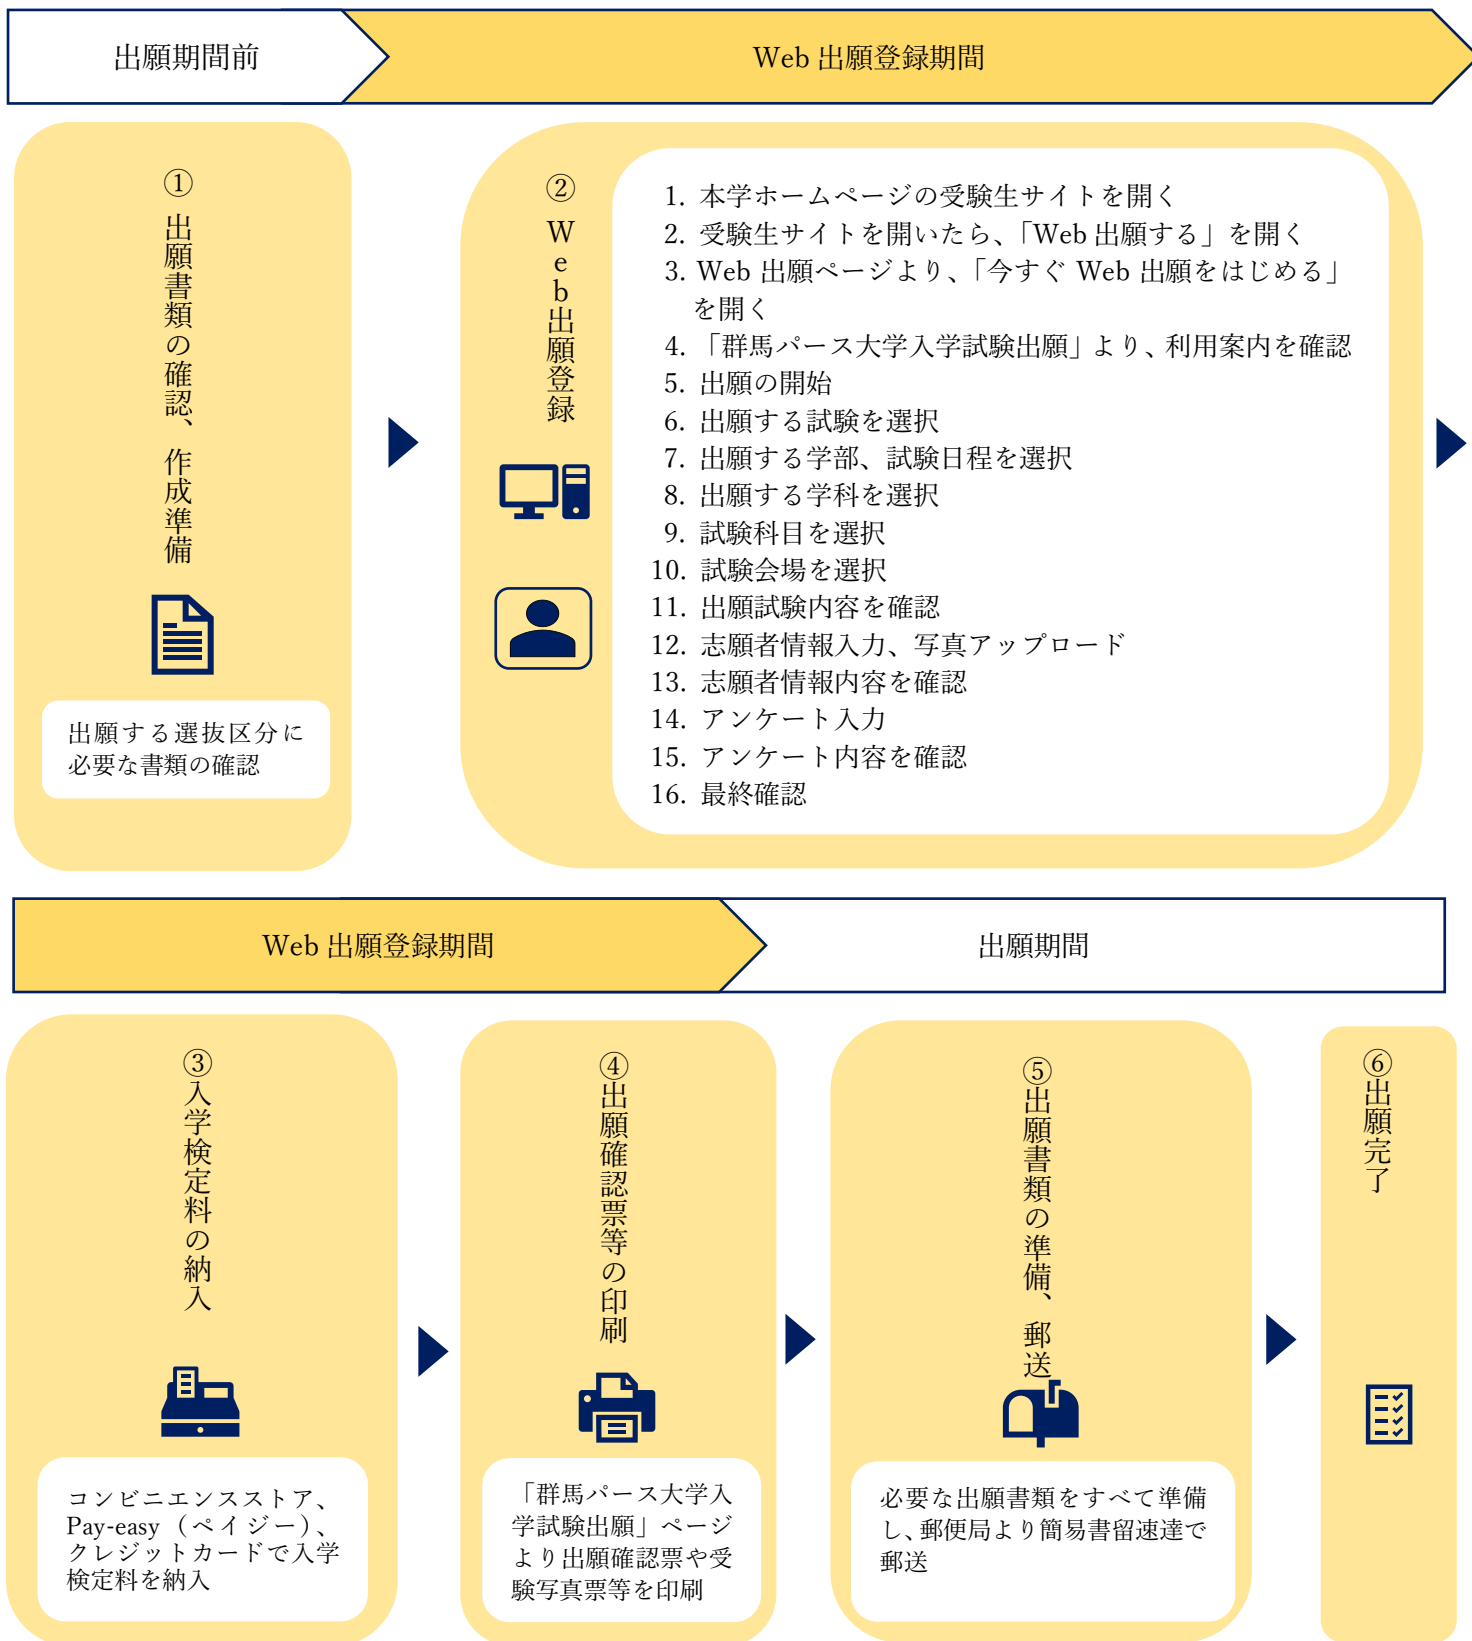 出願期間前
Web 出願登録期間
① 出願書類の確認、作成準備
出願する選抜区分に
必要な書類の確認
② Web出願登録
1. 本学ホームページの受験生サイトを開く
2. 受験生サイトを開いたら、「Web 出願する」を開く
3. Web 出願ページより、「今すぐ Web 出願をはじめる」
を開く
4. 「群馬パース大学入学試験出願」より、利用案内を確認
5. 出願の開始
6. 出願する試験を選択
7. 出願する学部、試験日程を選択
8. 出願する学科を選択
9. 試験科目を選択
10. 試験会場を選択
11. 出願試験内容を確認
12. 志願者情報入力、写真アップロード
13. 志願者情報内容を確認
14. アンケート入力
15. アンケート内容を確認
16. 最終確認
Web 出願登録期間
出願期間
③入学検定料の納入
コンビニエンスストア、
Pay-easy（ペイジー）、
クレジットカードで入学
検定料を納入
④出願確認票等の印刷
「群馬パース大学入
学試験出願」ページ
より出願確認票や受
験写真票等を印刷
⑤出願書類の準備、郵送
必要な出願書類をすべて準備
し、郵便局より簡易書留速達で
郵送
⑥出願完了